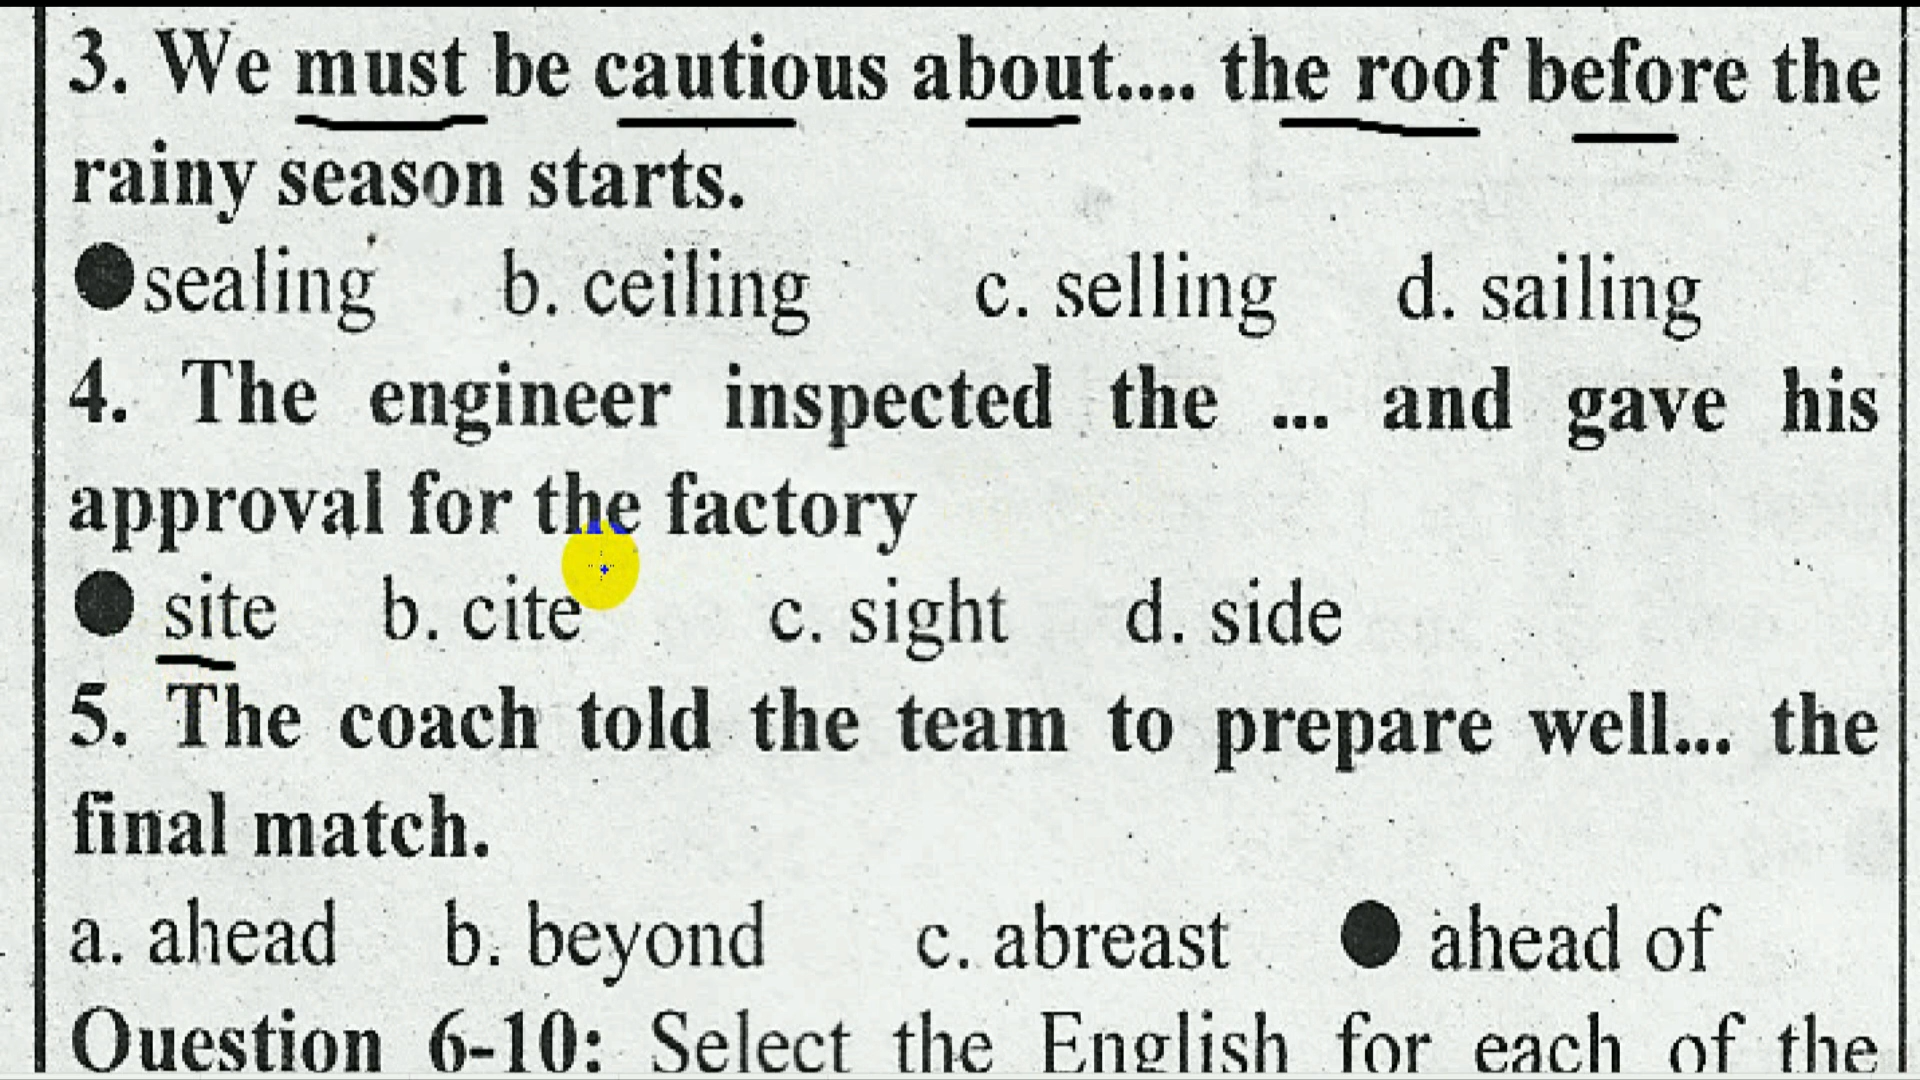 3. We must be cautious about.... the roof before the
rainy season starts.
sealing b. ceiling c. selling d. sailing
4. The engineer inspected the ... and gave his
approval for the factory
site b. cite c. sight d. side
5. The coach told the team to prepare well... the
final match.
a. ahead b. beyond c. abreast ahead of
Question 6-10: Select the English for each of the